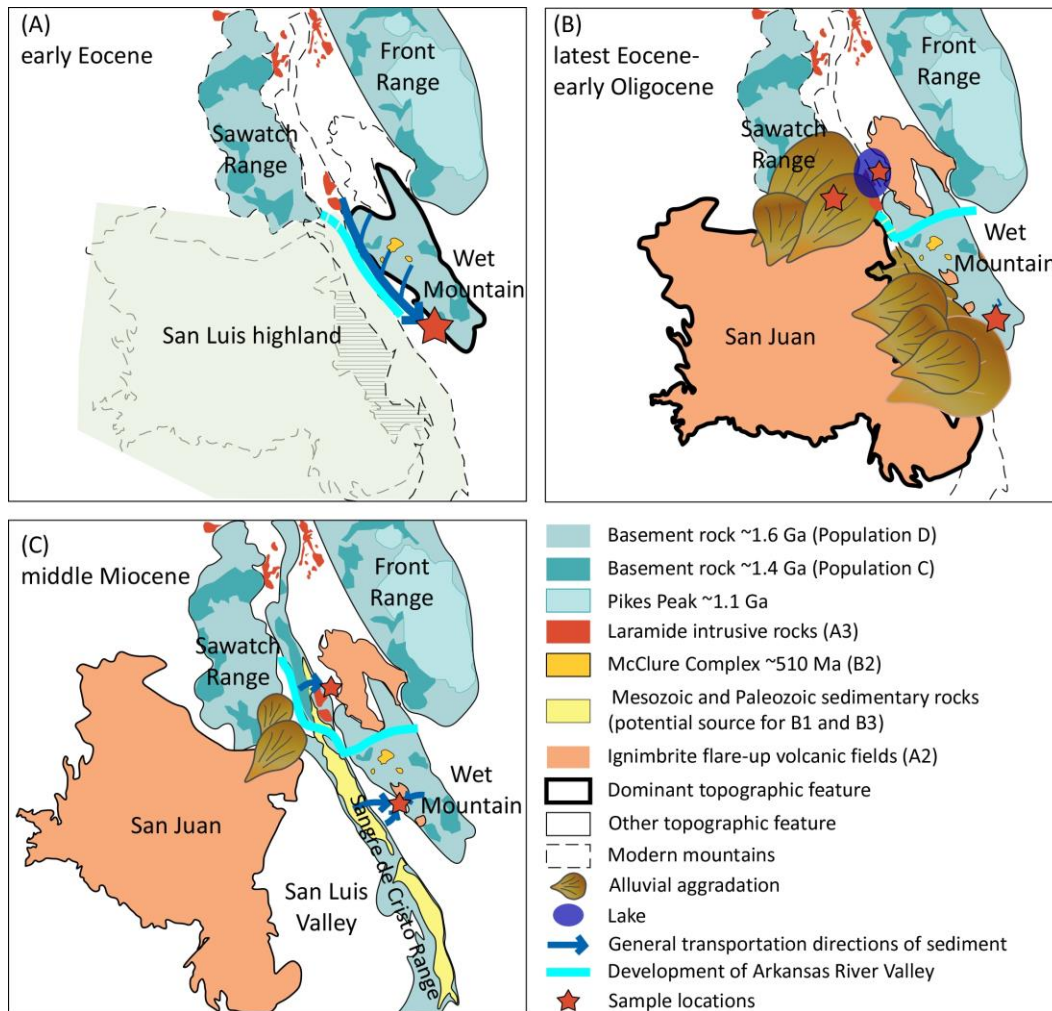 (A)
early Eocene
Front
Range
Sawatch
Range
Wet
Mountain
San Luis highland
(B)
latest Eocene-
early Oligocene
Front
Range
Sawatch
Range
Wet
Mountain
San Juan
(C)
middle Miocene
Front
Range
Sawatch
Range
Wet
Mountain
San Juan
San Luis
Valley
Sangre de Cristo Range
Basement rock ~1.6 Ga (Population D)
Basement rock ~1.4 Ga (Population C)
Pikes Peak ~1.1 Ga
Laramide intrusive rocks (A3)
McClure Complex ~510 Ma (B2)
Mesozoic and Paleozoic sedimentary rocks
(potential source for B1 and B3)
Ignimbrite flare-up volcanic fields (A2)
Dominant topographic feature
Other topographic feature
Modern mountains
Alluvial aggradation
Lake
General transportation directions of sediment
Development of Arkansas River Valley
Sample locations